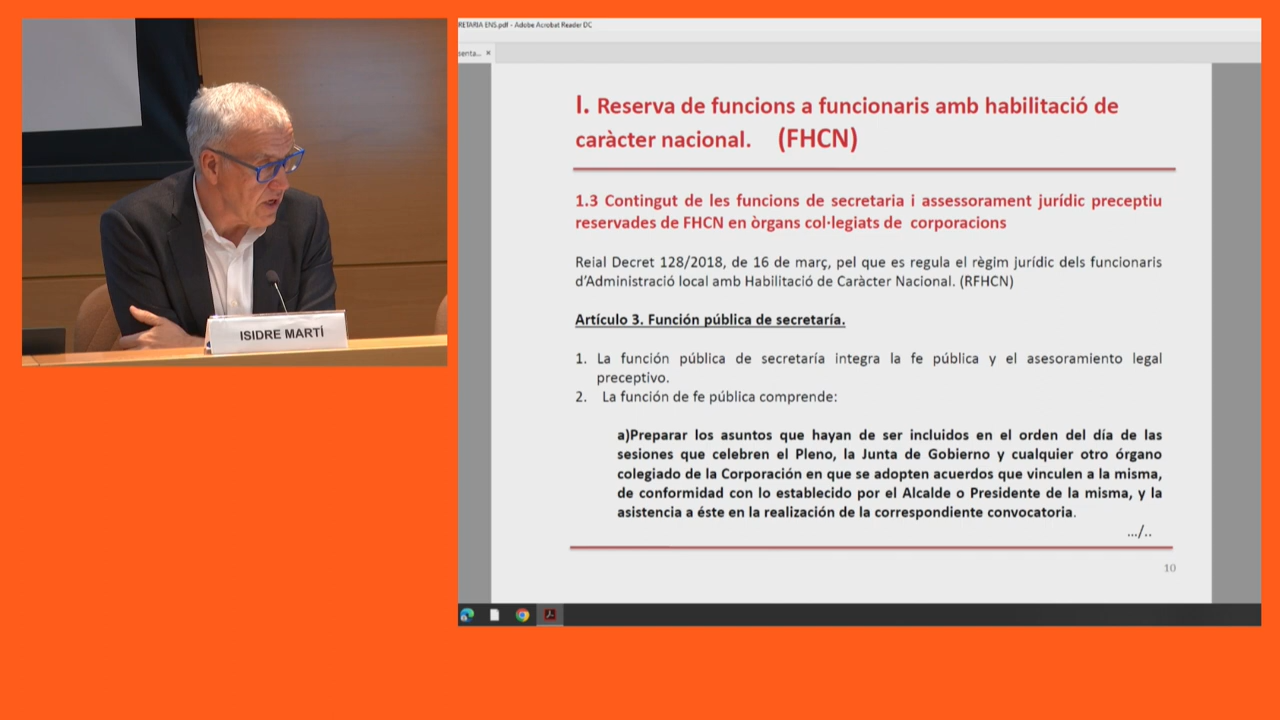 RETARIA ENS.pdf - Adobe Acrobat Reader DC
senta... ×
I. Reserva de funcions a funcionaris amb habilitació de
caràcter nacional. (FHCN)
1.3 Contingut de les funcions de secretaria i assessorament jurídic preceptiu
reservades de FHCN en òrgans col·legiats de corporacions
Reial Decret 128/2018, de 16 de març, pel que es regula el règim jurídic dels funcionaris
d'Administració local amb Habilitació de Caràcter Nacional. (RFHCN)
Artículo 3. Función pública de secretaría.
1. La función pública de secretaría integra la fe pública y el asesoramiento legal
preceptivo.
2. La función de fe pública comprende:
a)Preparar los asuntos que hayan de ser incluidos en el orden del día de las
sesiones que celebren el Pleno, la Junta de Gobierno y cualquier otro órgano
colegiado de la Corporación en que se adopten acuerdos que vinculen a la misma,
de conformidad con lo establecido por el Alcalde o Presidente de la misma, y la
asistencia a éste en la realización de la correspondiente convocatoria.
.../..
10
ISIDRE MARTÍ